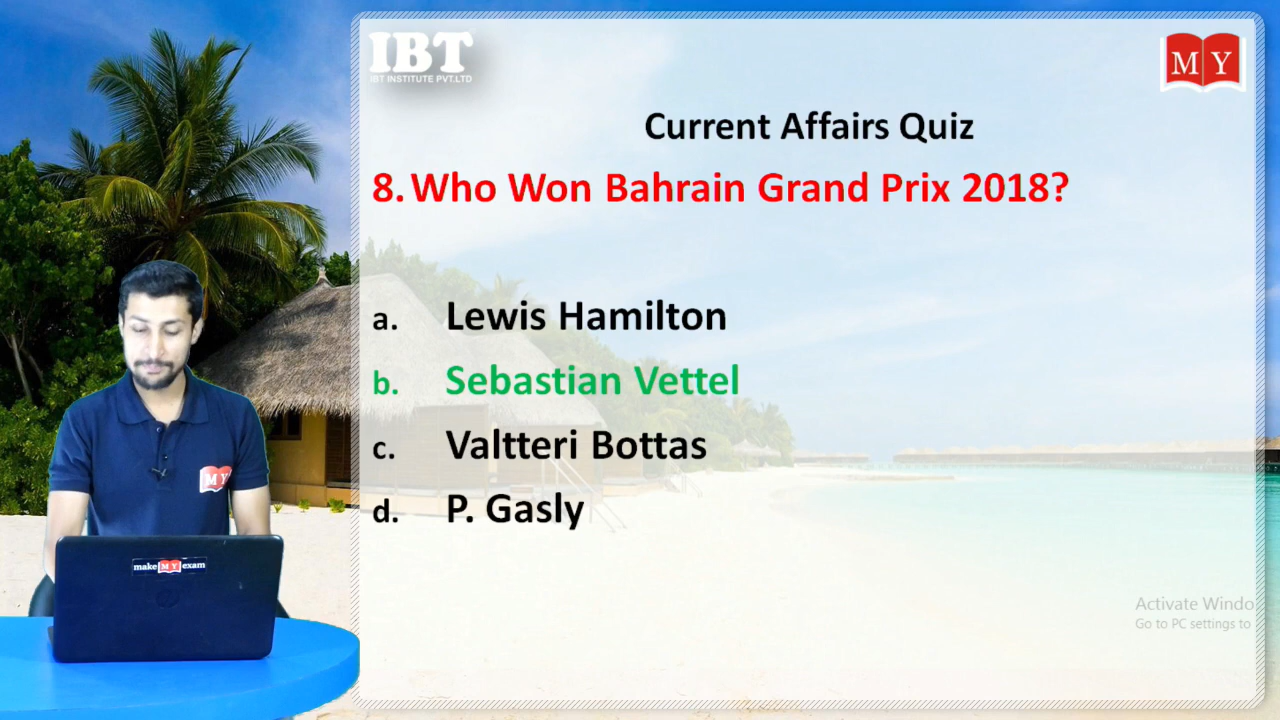 IBT
IBT INSTITUTE PVT.LTD
MY
Current Affairs Quiz
8. Who Won Bahrain Grand Prix 2018?
a. Lewis Hamilton
b. Sebastian Vettel
c. Valtteri Bottas
d. P. Gasly
MY
make MY exam
Activate Windo
Go to PC settings to